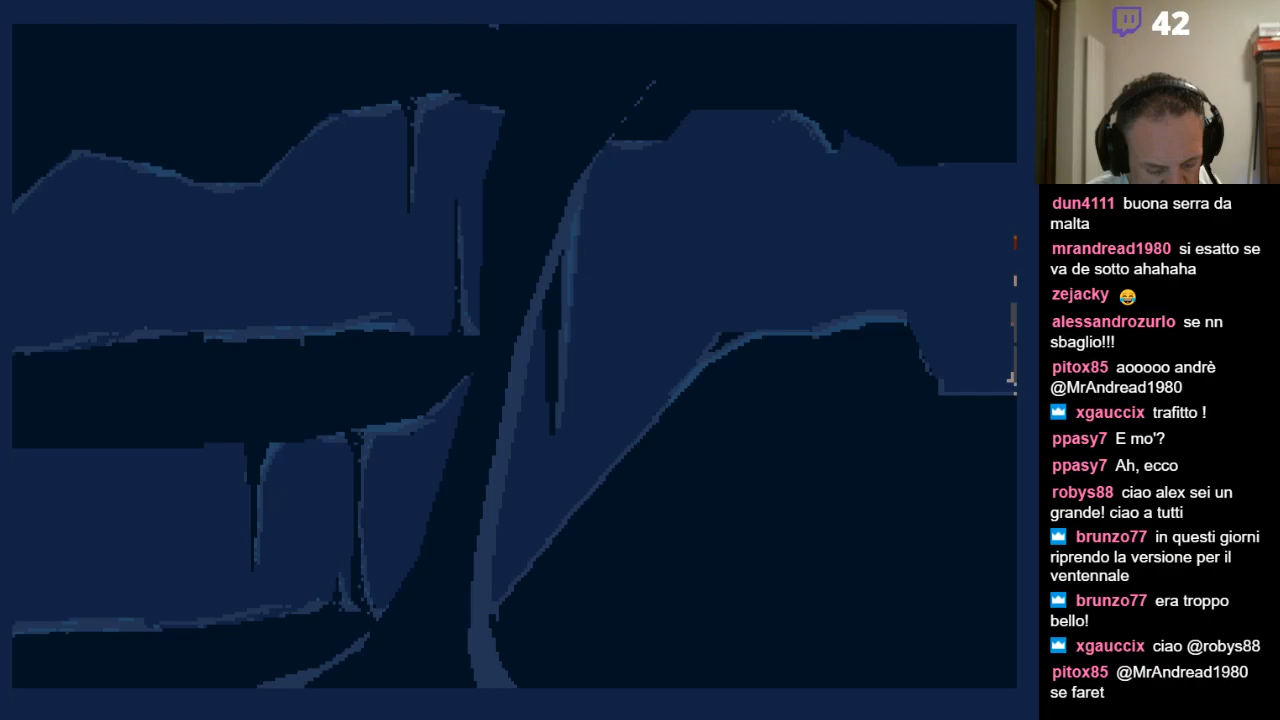 42
dun4111 buona serra da
malta
mrandread1980 si esatto se
va de sotto ahahaha
zejacky 😂
alessandrozurlo se nn
sbaglio!!!
pitox85 aooooo andrè
@MrAndread1980
xgauccix trafitto !
ppasy7 E mo'?
ppasy7 Ah, ecco
robys88 ciao alex sei un
grande! ciao a tutti
brunzo77 in questi giorni
riprendo la versione per il
ventennale
brunzo77 era troppo
bello!
xgauccix ciao @robys88
pitox85 @MrAndread1980
se faret